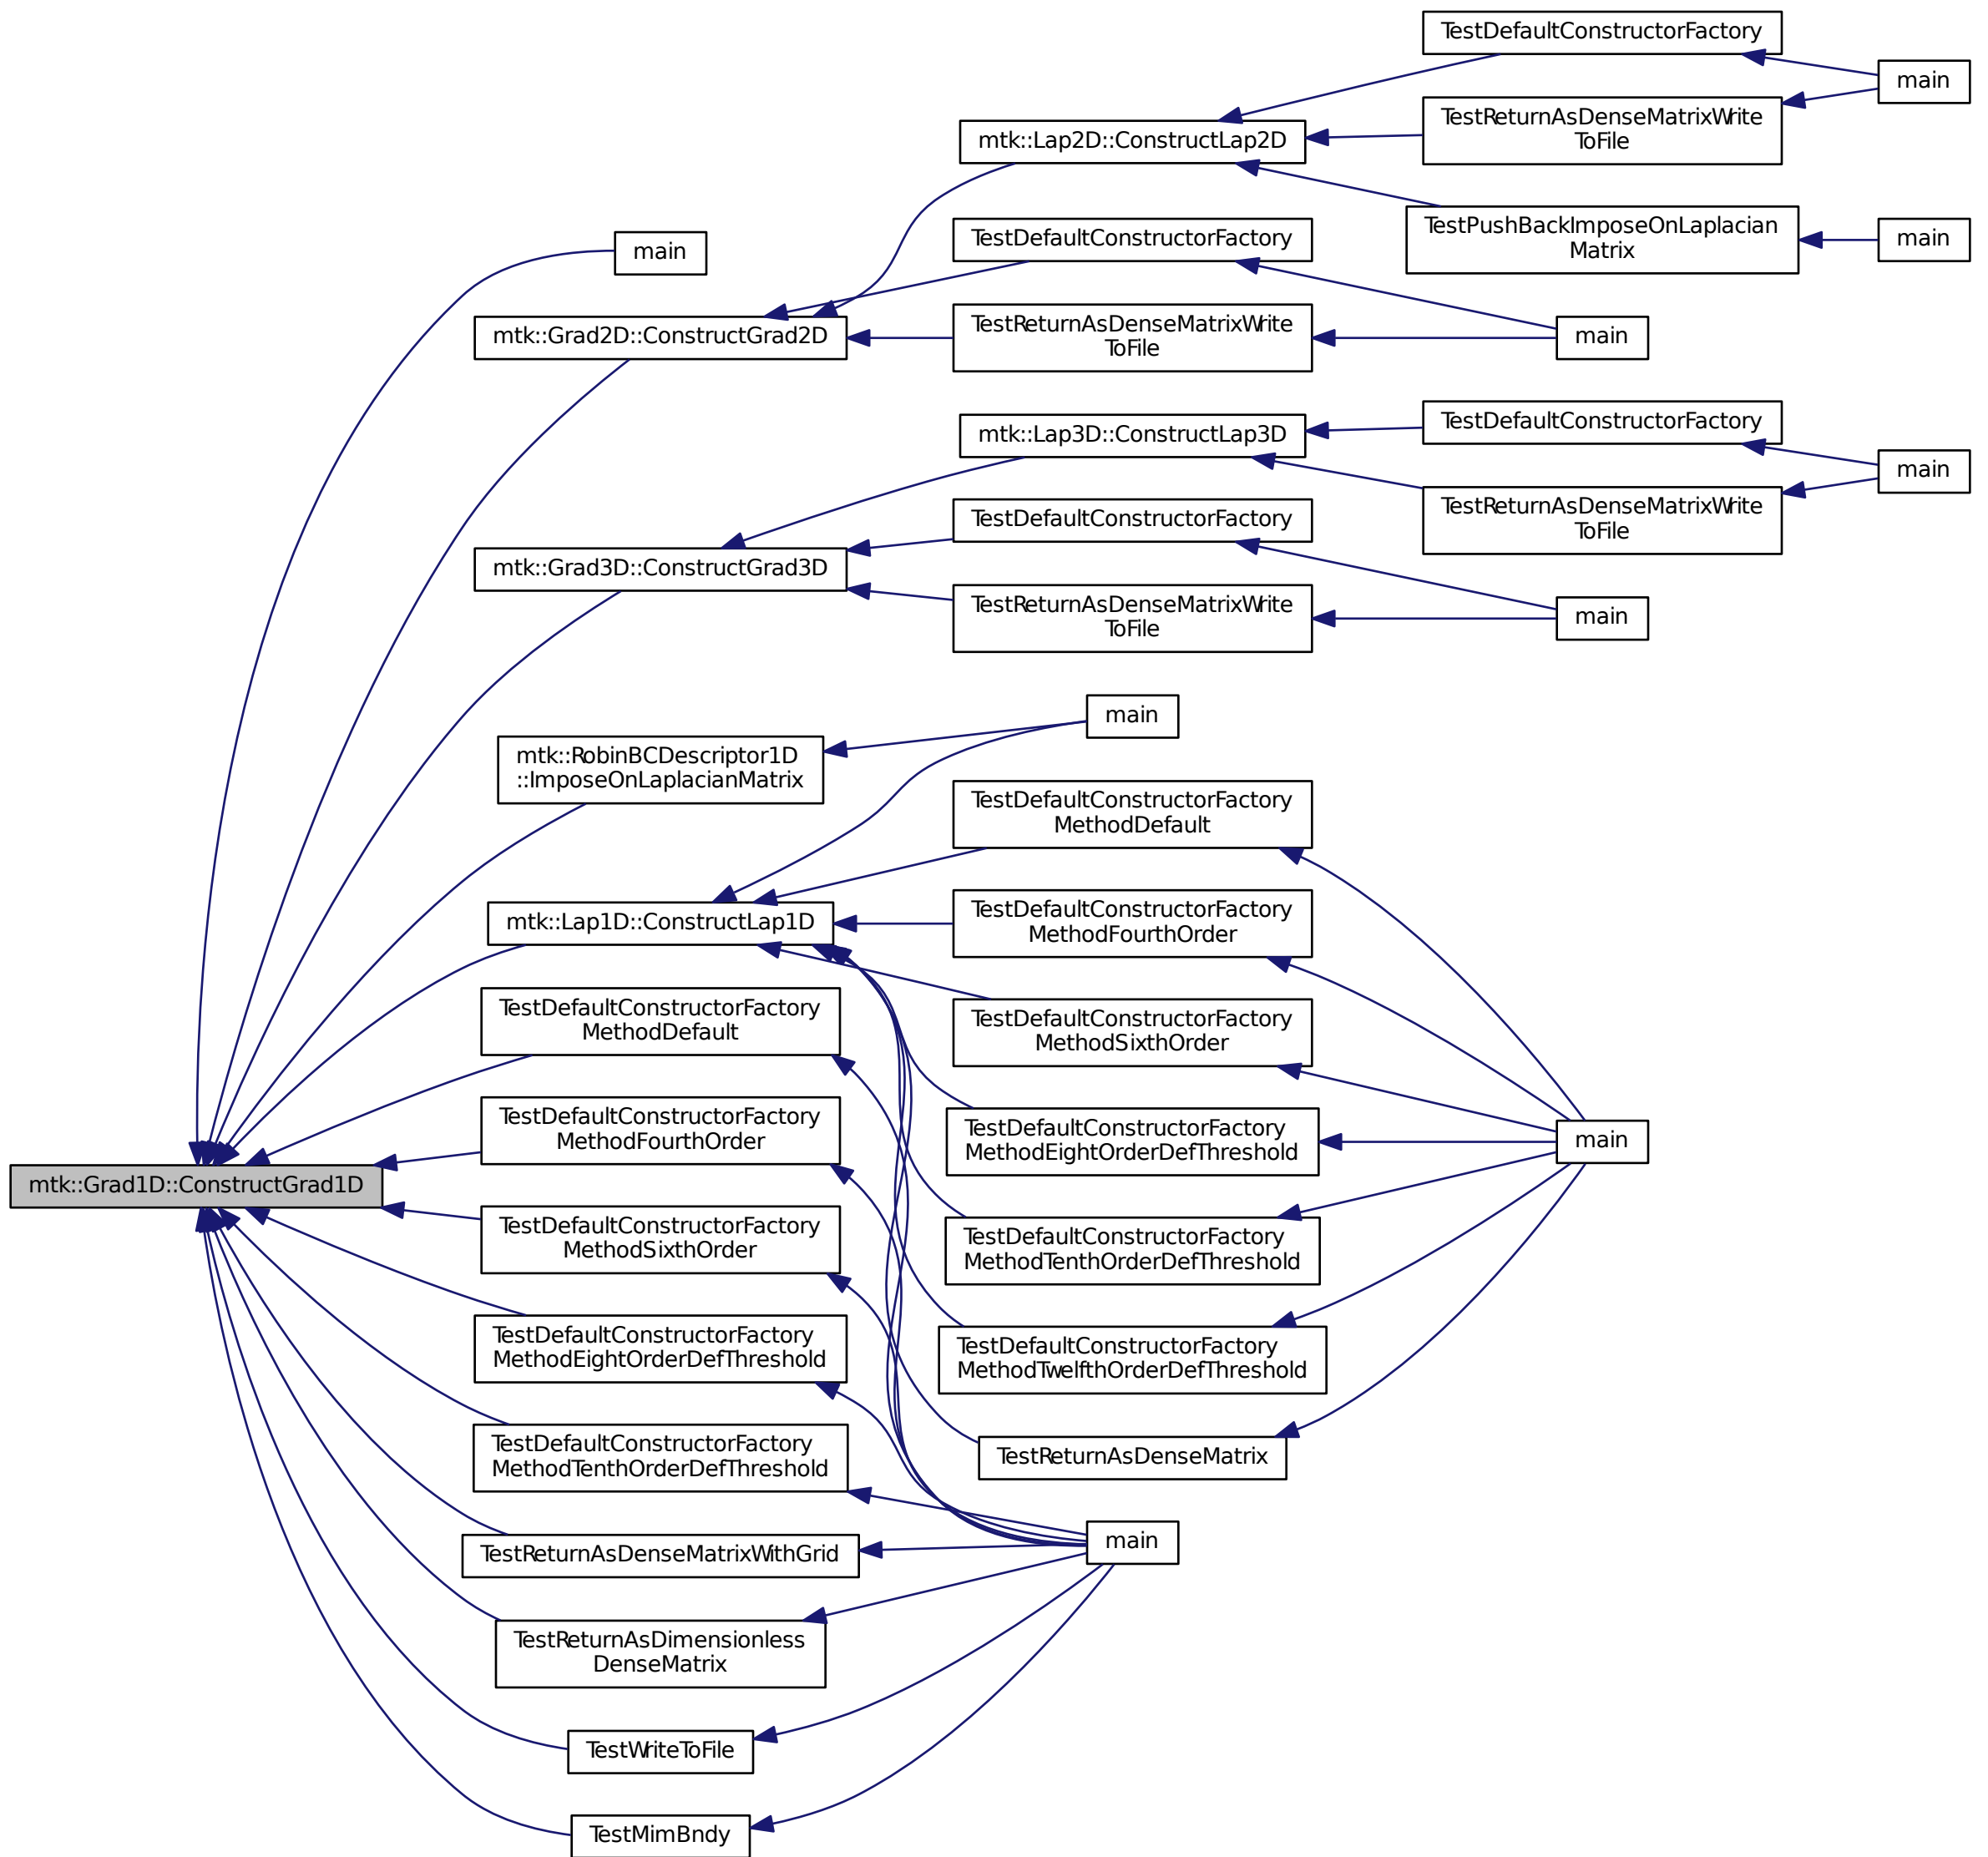 TestDefaultConstructorFactory
main
TestReturnAsDenseMatrixWrite
ToFile
mtk::Lap2D::ConstructLap2D
TestPushBackImposeOnLaplacian
Matrix
main
main
TestDefaultConstructorFactory
mtk::Grad2D::ConstructGrad2D
TestReturnAsDenseMatrixWrite
ToFile
main
mtk::Lap3D::ConstructLap3D
TestDefaultConstructorFactory
main
TestReturnAsDenseMatrixWrite
ToFile
TestDefaultConstructorFactory
mtk::Grad3D::ConstructGrad3D
TestReturnAsDenseMatrixWrite
ToFile
main
main
mtk::RobinBCDescriptor1D
::ImposeOnLaplacianMatrix
TestDefaultConstructorFactory
MethodDefault
mtk::Lap1D::ConstructLap1D
TestDefaultConstructorFactory
MethodFourthOrder
TestDefaultConstructorFactory
MethodDefault
TestDefaultConstructorFactory
MethodSixthOrder
TestDefaultConstructorFactory
MethodFourthOrder
TestDefaultConstructorFactory
MethodEightOrderDefThreshold
main
mtk::Grad1D::ConstructGrad1D
TestDefaultConstructorFactory
MethodSixthOrder
TestDefaultConstructorFactory
MethodTenthOrderDefThreshold
TestDefaultConstructorFactory
MethodEightOrderDefThreshold
TestDefaultConstructorFactory
MethodTwelfthOrderDefThreshold
TestDefaultConstructorFactory
MethodTenthOrderDefThreshold
TestReturnAsDenseMatrix
main
TestReturnAsDenseMatrixWithGrid
TestReturnAsDimensionless
DenseMatrix
TestWriteToFile
TestMimBndy